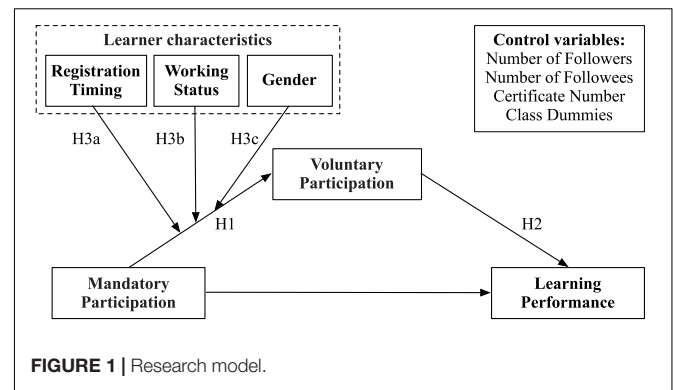 Learner characteristics
Registration
Timing
Working
Status
Gender
Control variables:
Number of Followers
Number of Followees
Certificate Number
Class Dummies
H3a
H3b
H3c
Voluntary
Participation
H1
H2
Mandatory
Participation
Learning
Performance
FIGURE 1 | Research model.